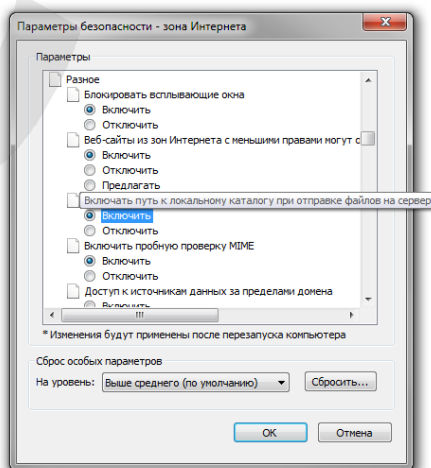 Параметры безопасности - зона Интернета
Параметры
Разное
Блокировать всплывающие окна
Включить
Отключить
Веб-сайты из зон Интернета с меньшими правами могут с
Включить
Отключить
Предлагать
Включать путь к локальному каталогу при отправке файлов на сервер
Включить
Отключить
Включить пробную проверку MIME
Включить
Отключить
Доступ к источникам данных за пределами домена
Включить
* Изменения будут применены после перезапуска компьютера
Сброс особых параметров
На уровень: Выше среднего (по умолчанию) Сбросить...
ОК Отмена